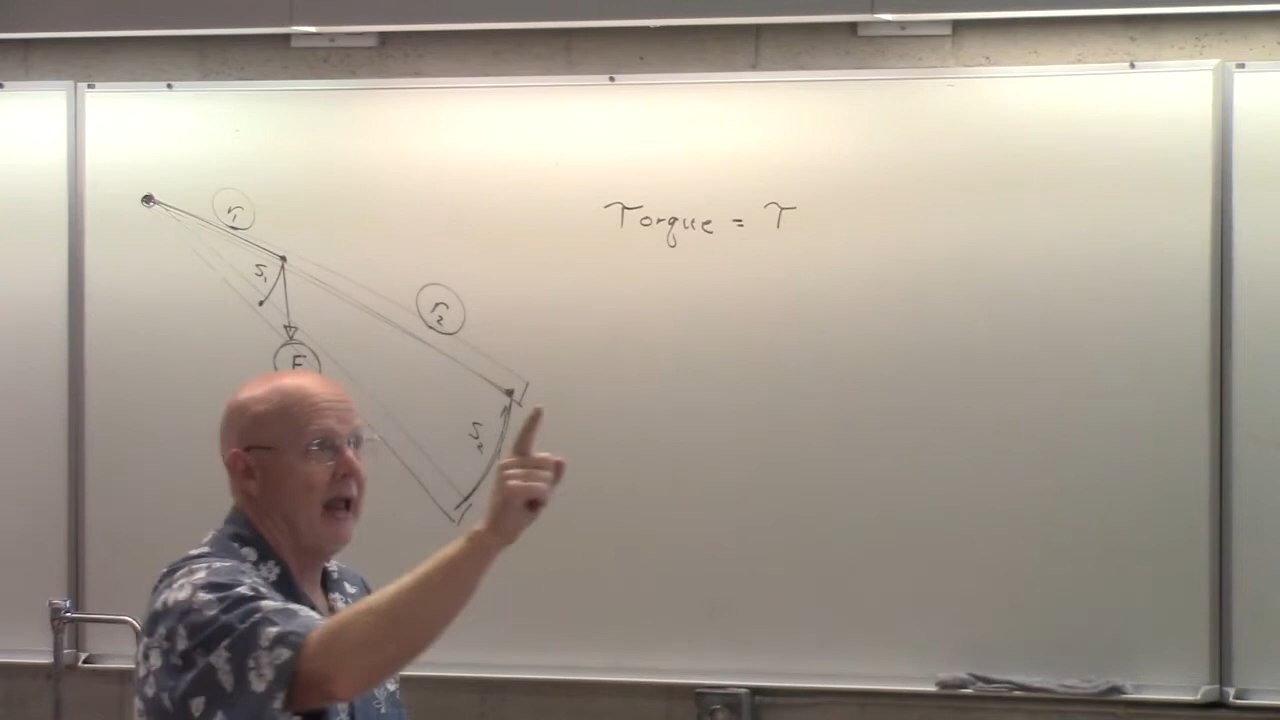 r₁
Torque = τ
S₁
r₂
F
S₂